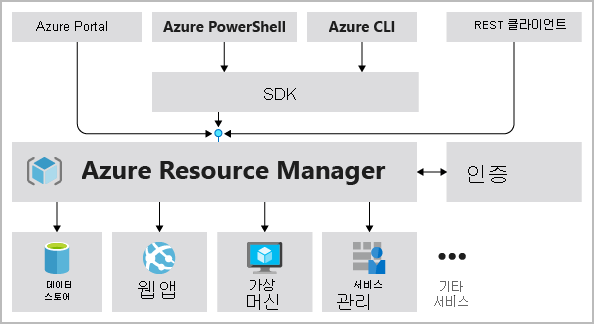 Azure Portal
Azure PowerShell
Azure CLI
REST 클라이언트
SDK
Azure Resource Manager
인증
데이터
스토어
웹 앱
가상
머신
서비스
관리
기타
서비스